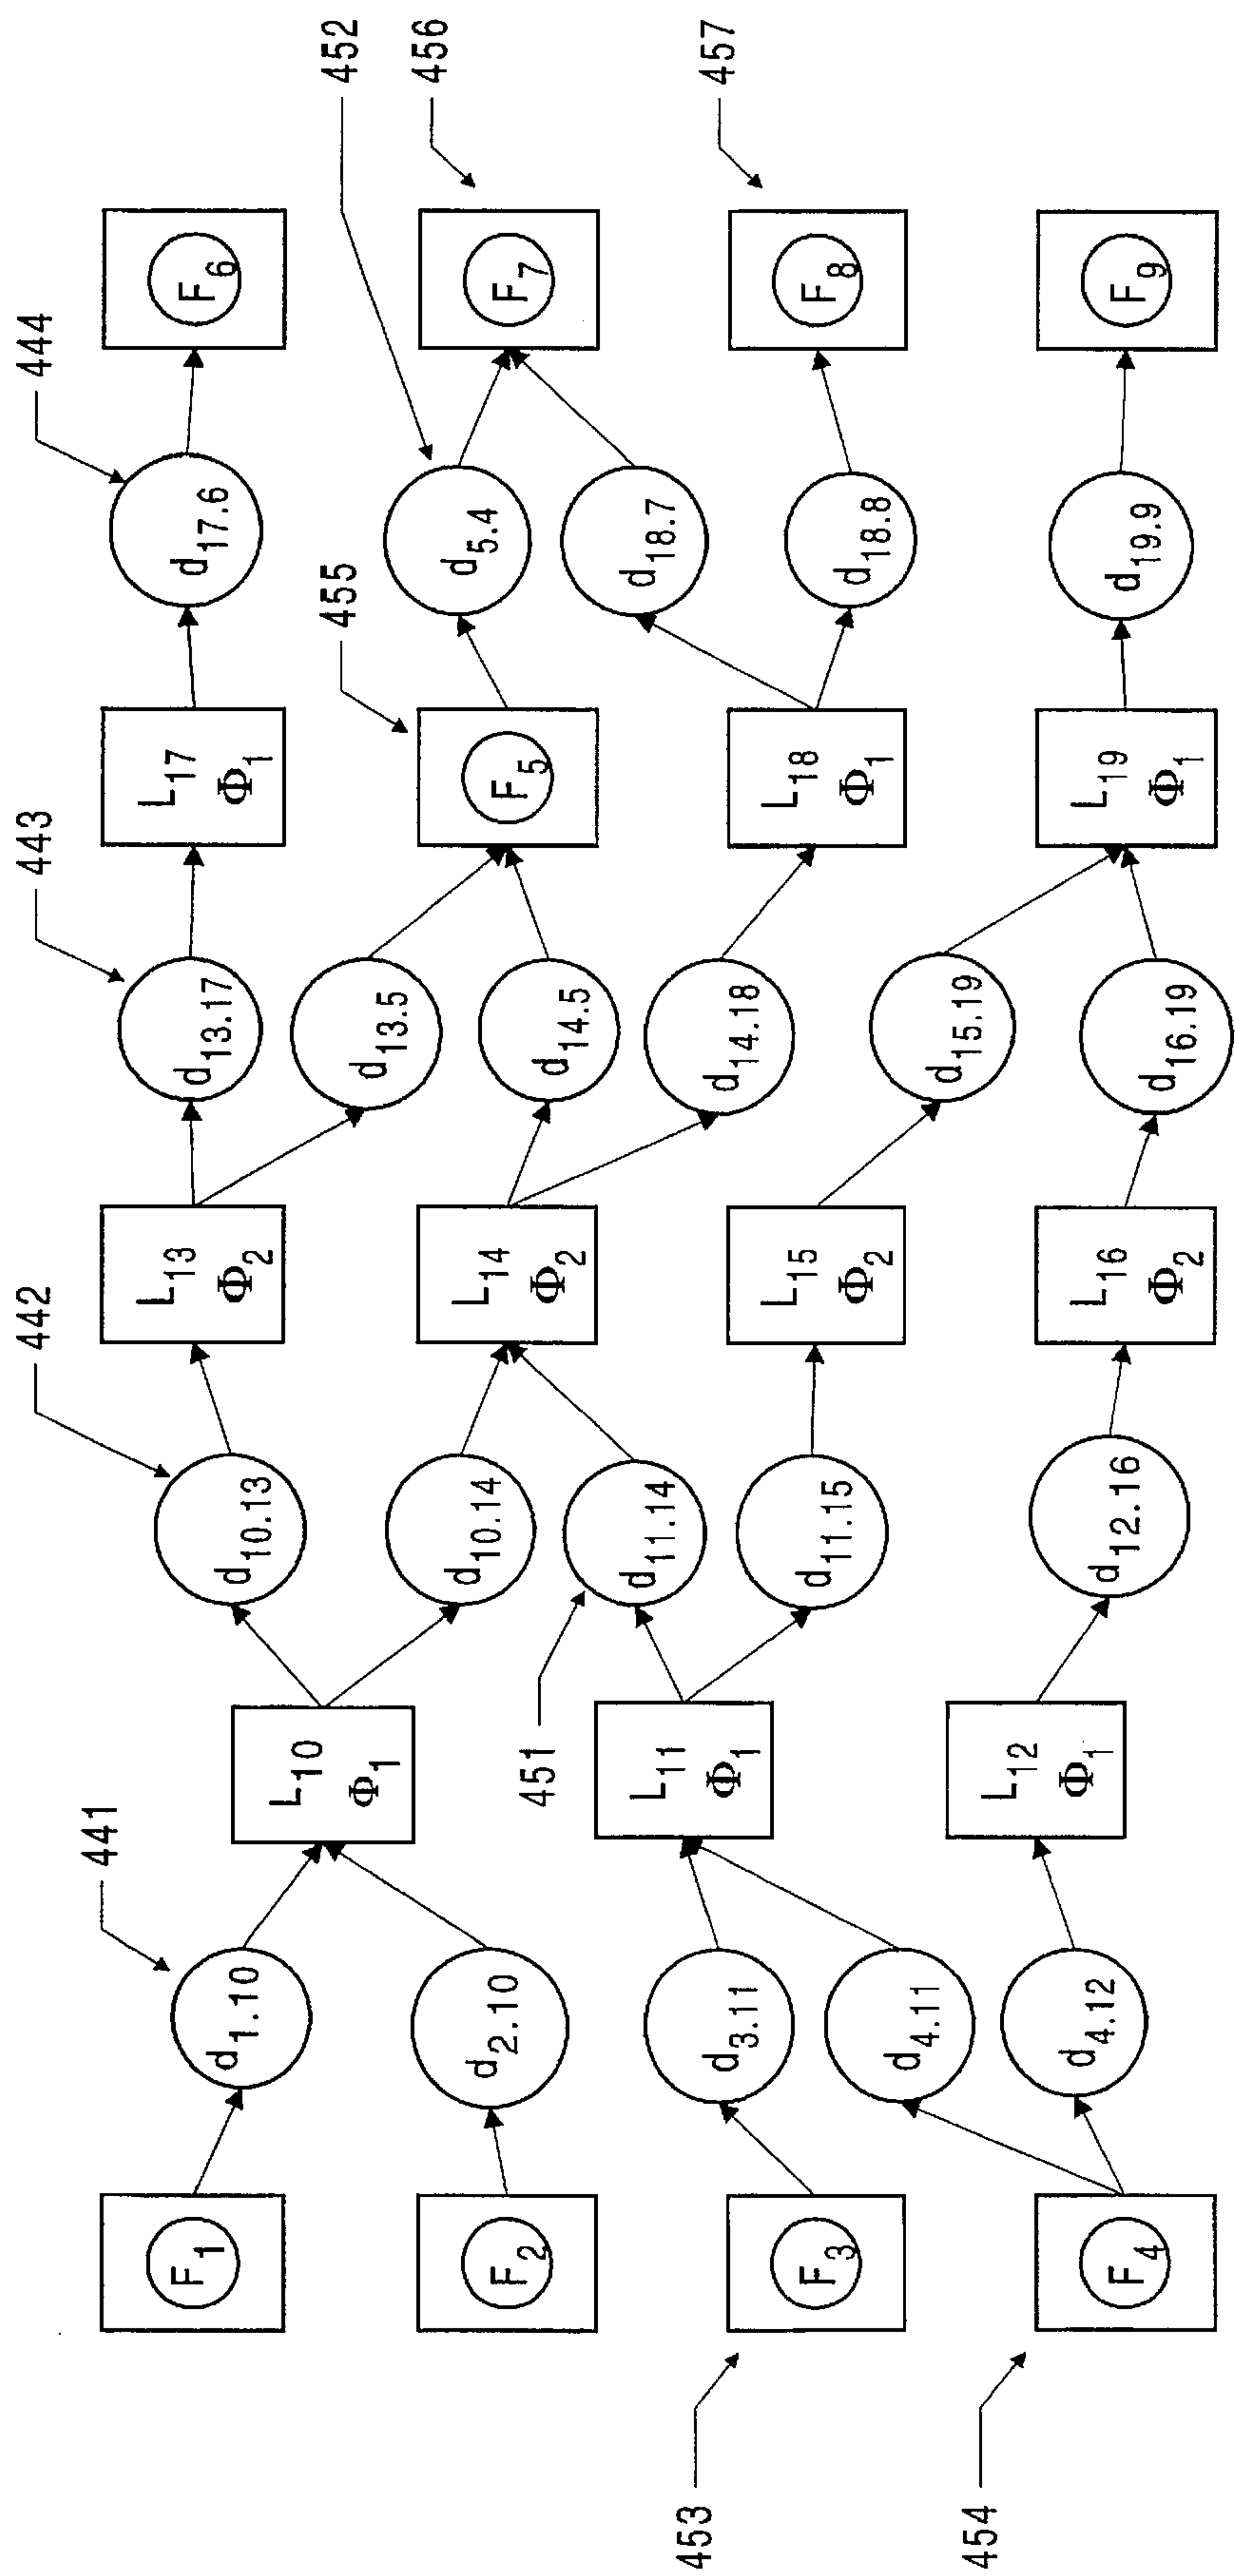 441
442
443
444
F1
d1.10
L10
Φ1
d10.13
L13
Φ2
d13.17
L17
Φ1
d17.6
F6
d13.5
455
452
F2
d2.10
d10.14
L14
Φ2
d14.5
F5
d5.4
F7
456
451
d11.14
d18.7
453
F3
d3.11
L11
Φ1
d11.15
L15
Φ2
d14.18
L18
Φ1
d18.8
F8
457
d4.11
d15.19
454
F4
d4.12
L12
Φ1
d12.16
L16
Φ2
d16.19
L19
Φ1
d19.9
F9